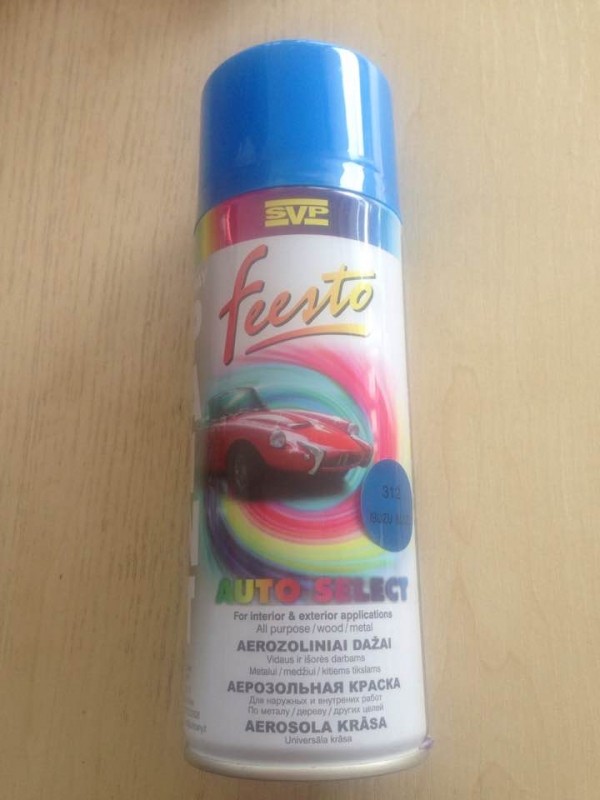 SVP
Feesto
312
AUTO SELECT
For interior & exterior applications
All purpose / wood / metal
AEROZOLINIAI DAŽAI
Vidaus ir išorės darbams
Metalui / medžiui / kitiems tikslams
АЕРОЗОЛЬНАЯ КРАСКА
Для наружных и внутренних работ
По металлу / дереву / других целей
AEROSOLA KRĀSA
Universāla krāsa